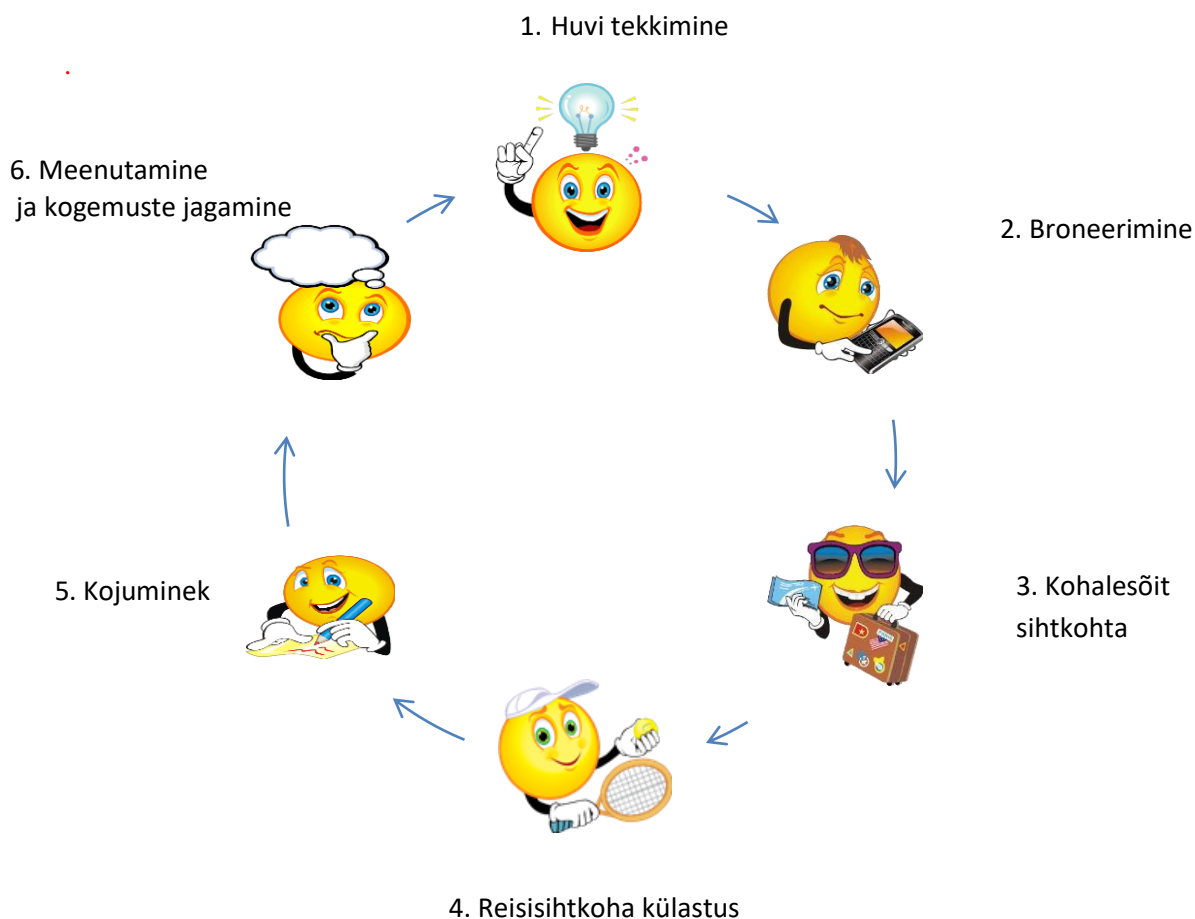 1. Huvi tekkimine
2. Broneerimine
3. Kohalesõit
sihtkohta
4. Reisisihtkoha külastus
5. Kojuminek
6. Meenutamine
ja kogemuste jagamine